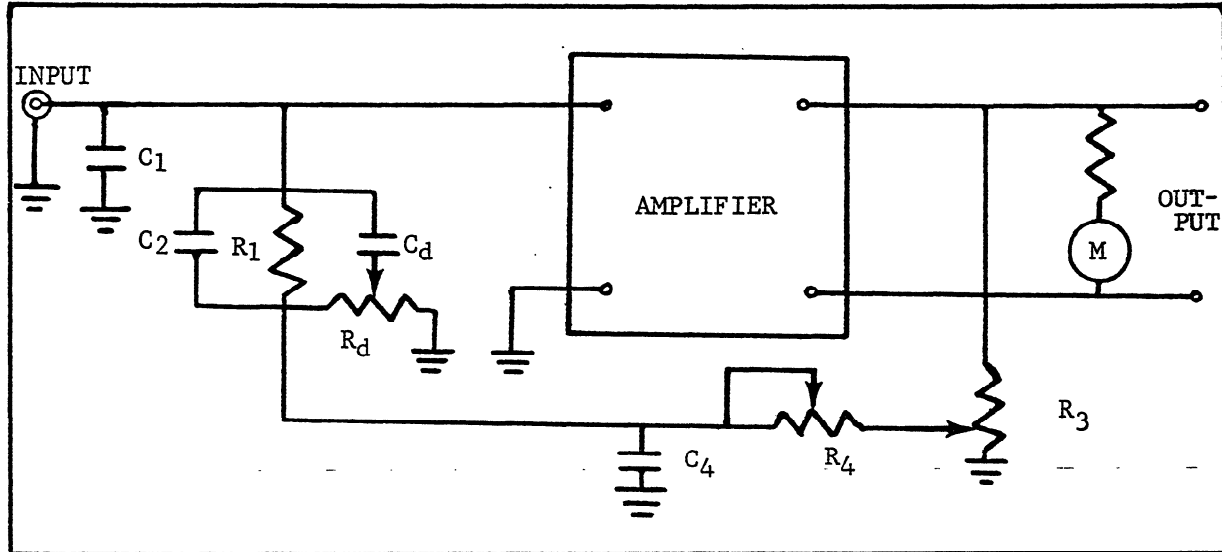 INPUT
C1
C2
R1
Cd
Rd
AMPLIFIER
OUT-
PUT
M
R3
R4
C4